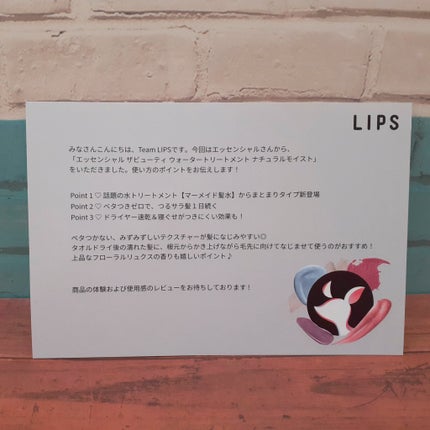 LIPS
みなさんこんにちは、Team LIPSです。今回はエッセンシャルさんから、
「エッセンシャル ザビューティ ウォータートリートメント ナチュラルモイスト」
をいただきました。使い方のポイントをお伝えします！
Point 1 ♡ 話題の水トリートメント【マーメイド髪水】からまとまりタイプ新登場
Point 2 ♡ ベタつきゼロで、つるサラ髪１日続く
Point 3 ♡ ドライヤー速乾＆寝ぐせがつきにくい効果も！
ベタつかない、みずみずしいテクスチャーが髪になじみやすい◎
タオルドライ後の濡れた髪に、根元からかき上げながら毛先に向けてなじませて使うのがおすすめ！
上品なフローラルリュクスの香りも嬉しいポイント♪
商品の体験および使用感のレビューをお待ちしております！